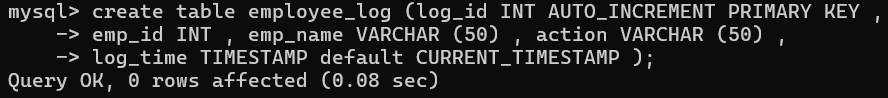 mysql> create table employee_log (log_id INT AUTO_INCREMENT PRIMARY KEY ,
    -> emp_id INT , emp_name VARCHAR (50) , action VARCHAR (50) ,
    -> log_time TIMESTAMP default CURRENT_TIMESTAMP );
Query OK, 0 rows affected (0.08 sec)